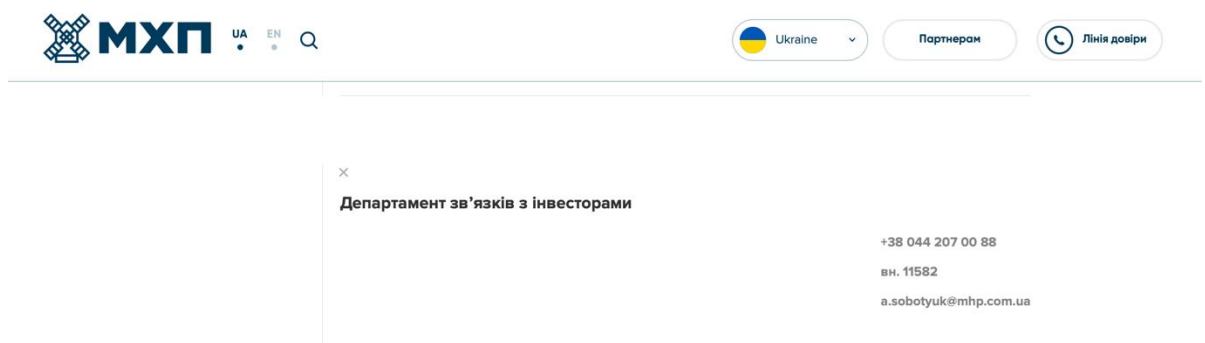 МХП
UA
EN
Ukraine
Партнерам
Лінія довіри
Департамент зв’язків з інвесторами
+38 044 207 00 88
вн. 11582
a.sobotyuk@mhp.com.ua